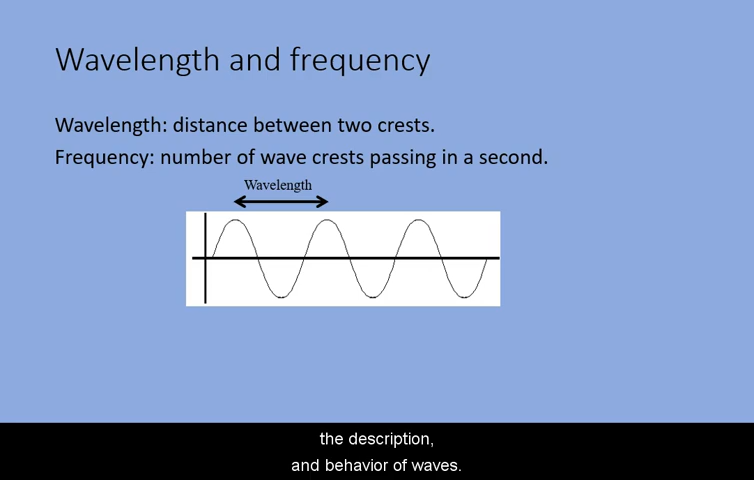 Wavelength and frequency
Wavelength: distance between two crests.
Frequency: number of wave crests passing in a second.
Wavelength
the description,
and behavior of waves.